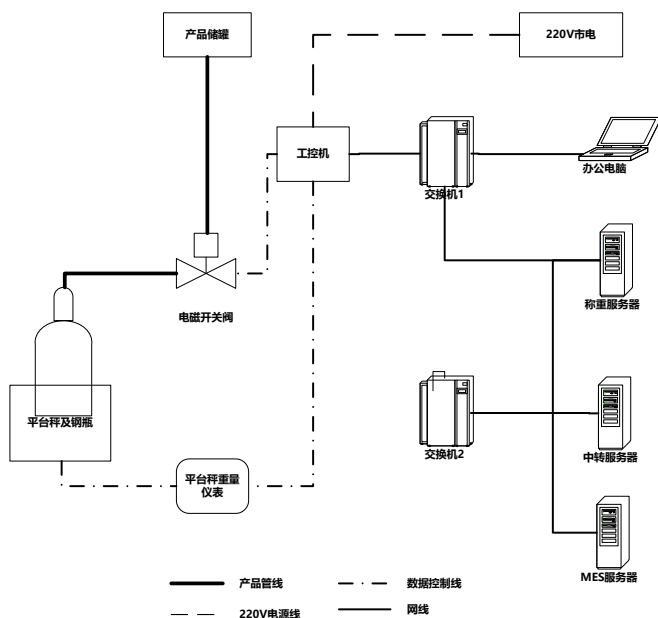 产品储罐
220V市电
工控机
交换机1
办公电脑
电磁开关阀
称重服务器
平台秤及钢瓶
交换机2
中转服务器
平台秤重量
仪表
MES服务器
产品管线
数据控制线
220V电源线
网线